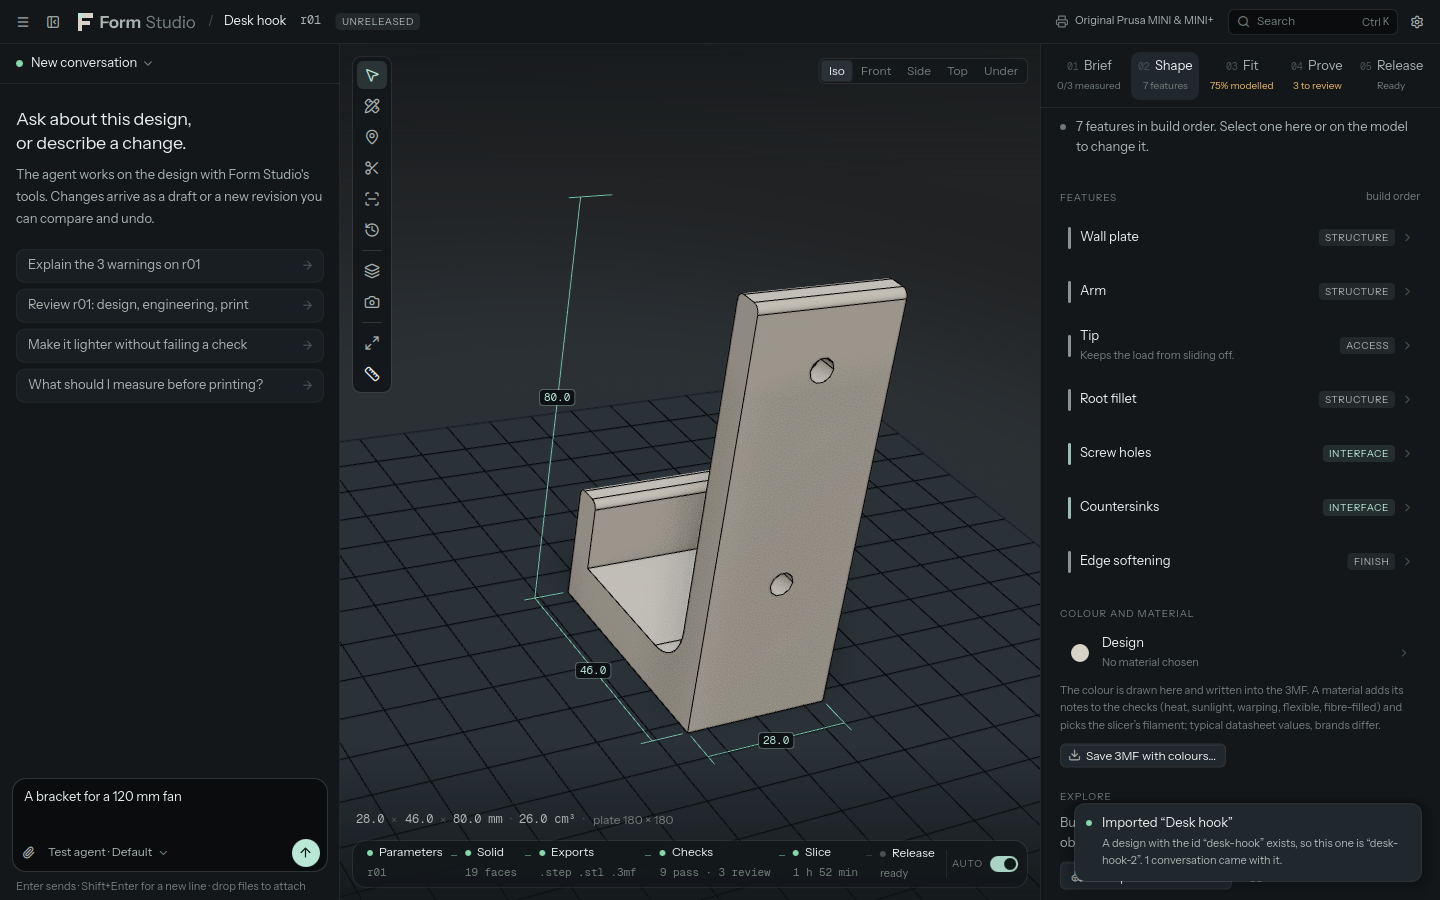 Form Studio / Desk hook r01 UNRELEASED
Original Prusa MINI & MINI+
Search Ctrl K
New conversation
Ask about this design,
or describe a change.
The agent works on the design with Form Studio's
tools. Changes arrive as a draft or a new revision you
can compare and undo.
Explain the 3 warnings on r01
Review r01: design, engineering, print
Make it lighter without failing a check
What should I measure before printing?
A bracket for a 120 mm fan
Test agent · Default
Enter sends · Shift+Enter for a new line · drop files to attach
Iso Front Side Top Under
80.0
46.0
28.0
28.0 × 46.0 × 80.0 mm · 26.0 cm³ · plate 180 × 180
Parameters Solid Exports Checks Slice Release
r01 19 faces .step .stl .3mf 9 pass · 3 review 1 h 52 min ready
AUTO
01 Brief 02 Shape 03 Fit 04 Prove 05 Release
0/3 measured 7 features 75% modelled 3 to review Ready
7 features in build order. Select one here or on the model
to change it.
FEATURES build order
Wall plate STRUCTURE
Arm STRUCTURE
Tip
Keeps the load from sliding off.
ACCESS
Root fillet STRUCTURE
Screw holes INTERFACE
Countersinks INTERFACE
Edge softening FINISH
COLOUR AND MATERIAL
Design
No material chosen
The colour is drawn here and written into the 3MF. A material adds its
notes to the checks (heat, sunlight, warping, flexible, fibre-filled) and
picks the slicer's filament; typical datasheet values, brands differ.
Save 3MF with colours...
EXPLORE
Imported “Desk hook”
A design with the id “desk-hook” exists, so this one is “desk-
hook-2”. 1 conversation came with it.